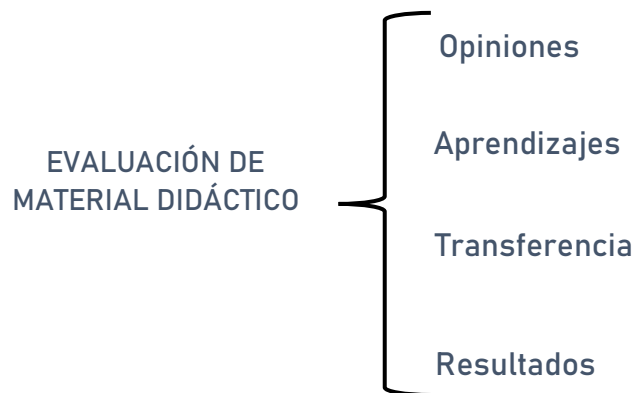 Opiniones
Aprendizajes
EVALUACIÓN DE
MATERIAL DIDÁCTICO
Transferencia
Resultados